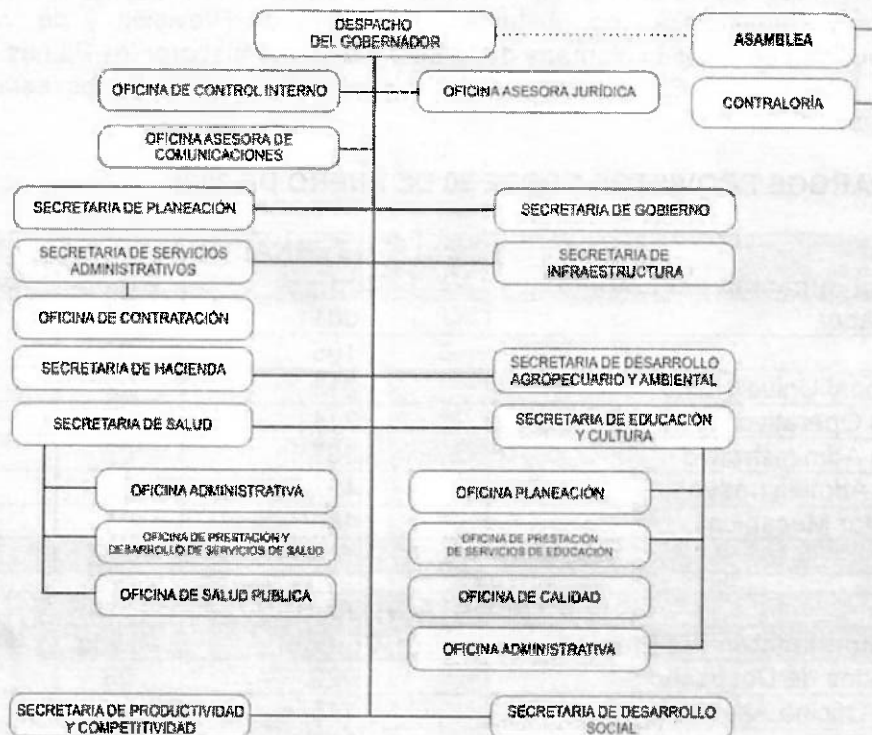 DESPACHO
DEL GOBERNADOR
ASAMBLEA
OFICINA DE CONTROL INTERNO
OFICINA ASESORA JURÍDICA
CONTRALORÍA
OFICINA ASESORA DE
COMUNICACIONES
SECRETARIA DE PLANEACIÓN
SECRETARIA DE GOBIERNO
SECRETARIA DE SERVICIOS
ADMINISTRATIVOS
SECRETARIA DE
INFRAESTRUCTURA
OFICINA DE CONTRATACIÓN
SECRETARIA DE HACIENDA
SECRETARIA DE DESARROLLO
AGROPECUARIO Y AMBIENTAL
SECRETARIA DE SALUD
SECRETARIA DE EDUCACIÓN
Y CULTURA
OFICINA ADMINISTRATIVA
OFICINA PLANEACIÓN
OFICINA DE PRESTACIÓN Y
DESARROLLO DE SERVICIOS DE SALUD
OFICINA DE PRESTACIÓN
DE SERVICIOS DE EDUCACIÓN
OFICINA DE SALUD PUBLICA
OFICINA DE CALIDAD
OFICINA ADMINISTRATIVA
SECRETARIA DE PRODUCTIVIDAD
Y COMPETITIVIDAD
SECRETARIA DE DESARROLLO
SOCIAL